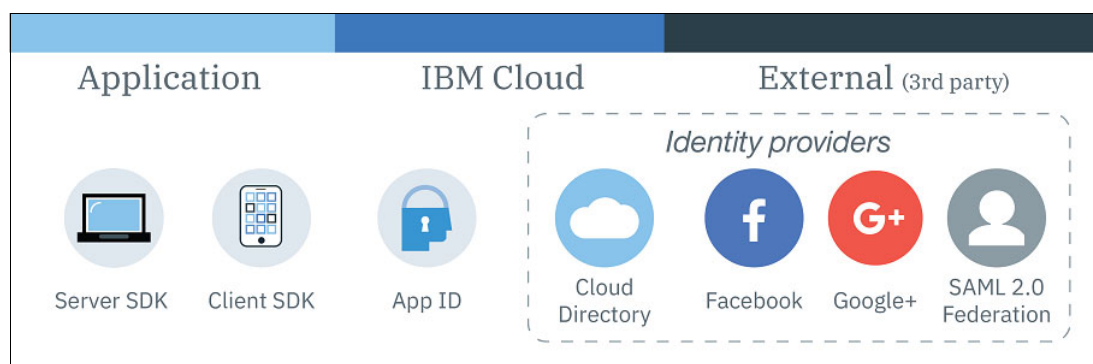 Application
IBM Cloud
External (3rd party)
Identity providers
f
G+
Server SDK
Client SDK
App ID
Cloud
Directory
Facebook
Google+
SAML 2.0
Federation